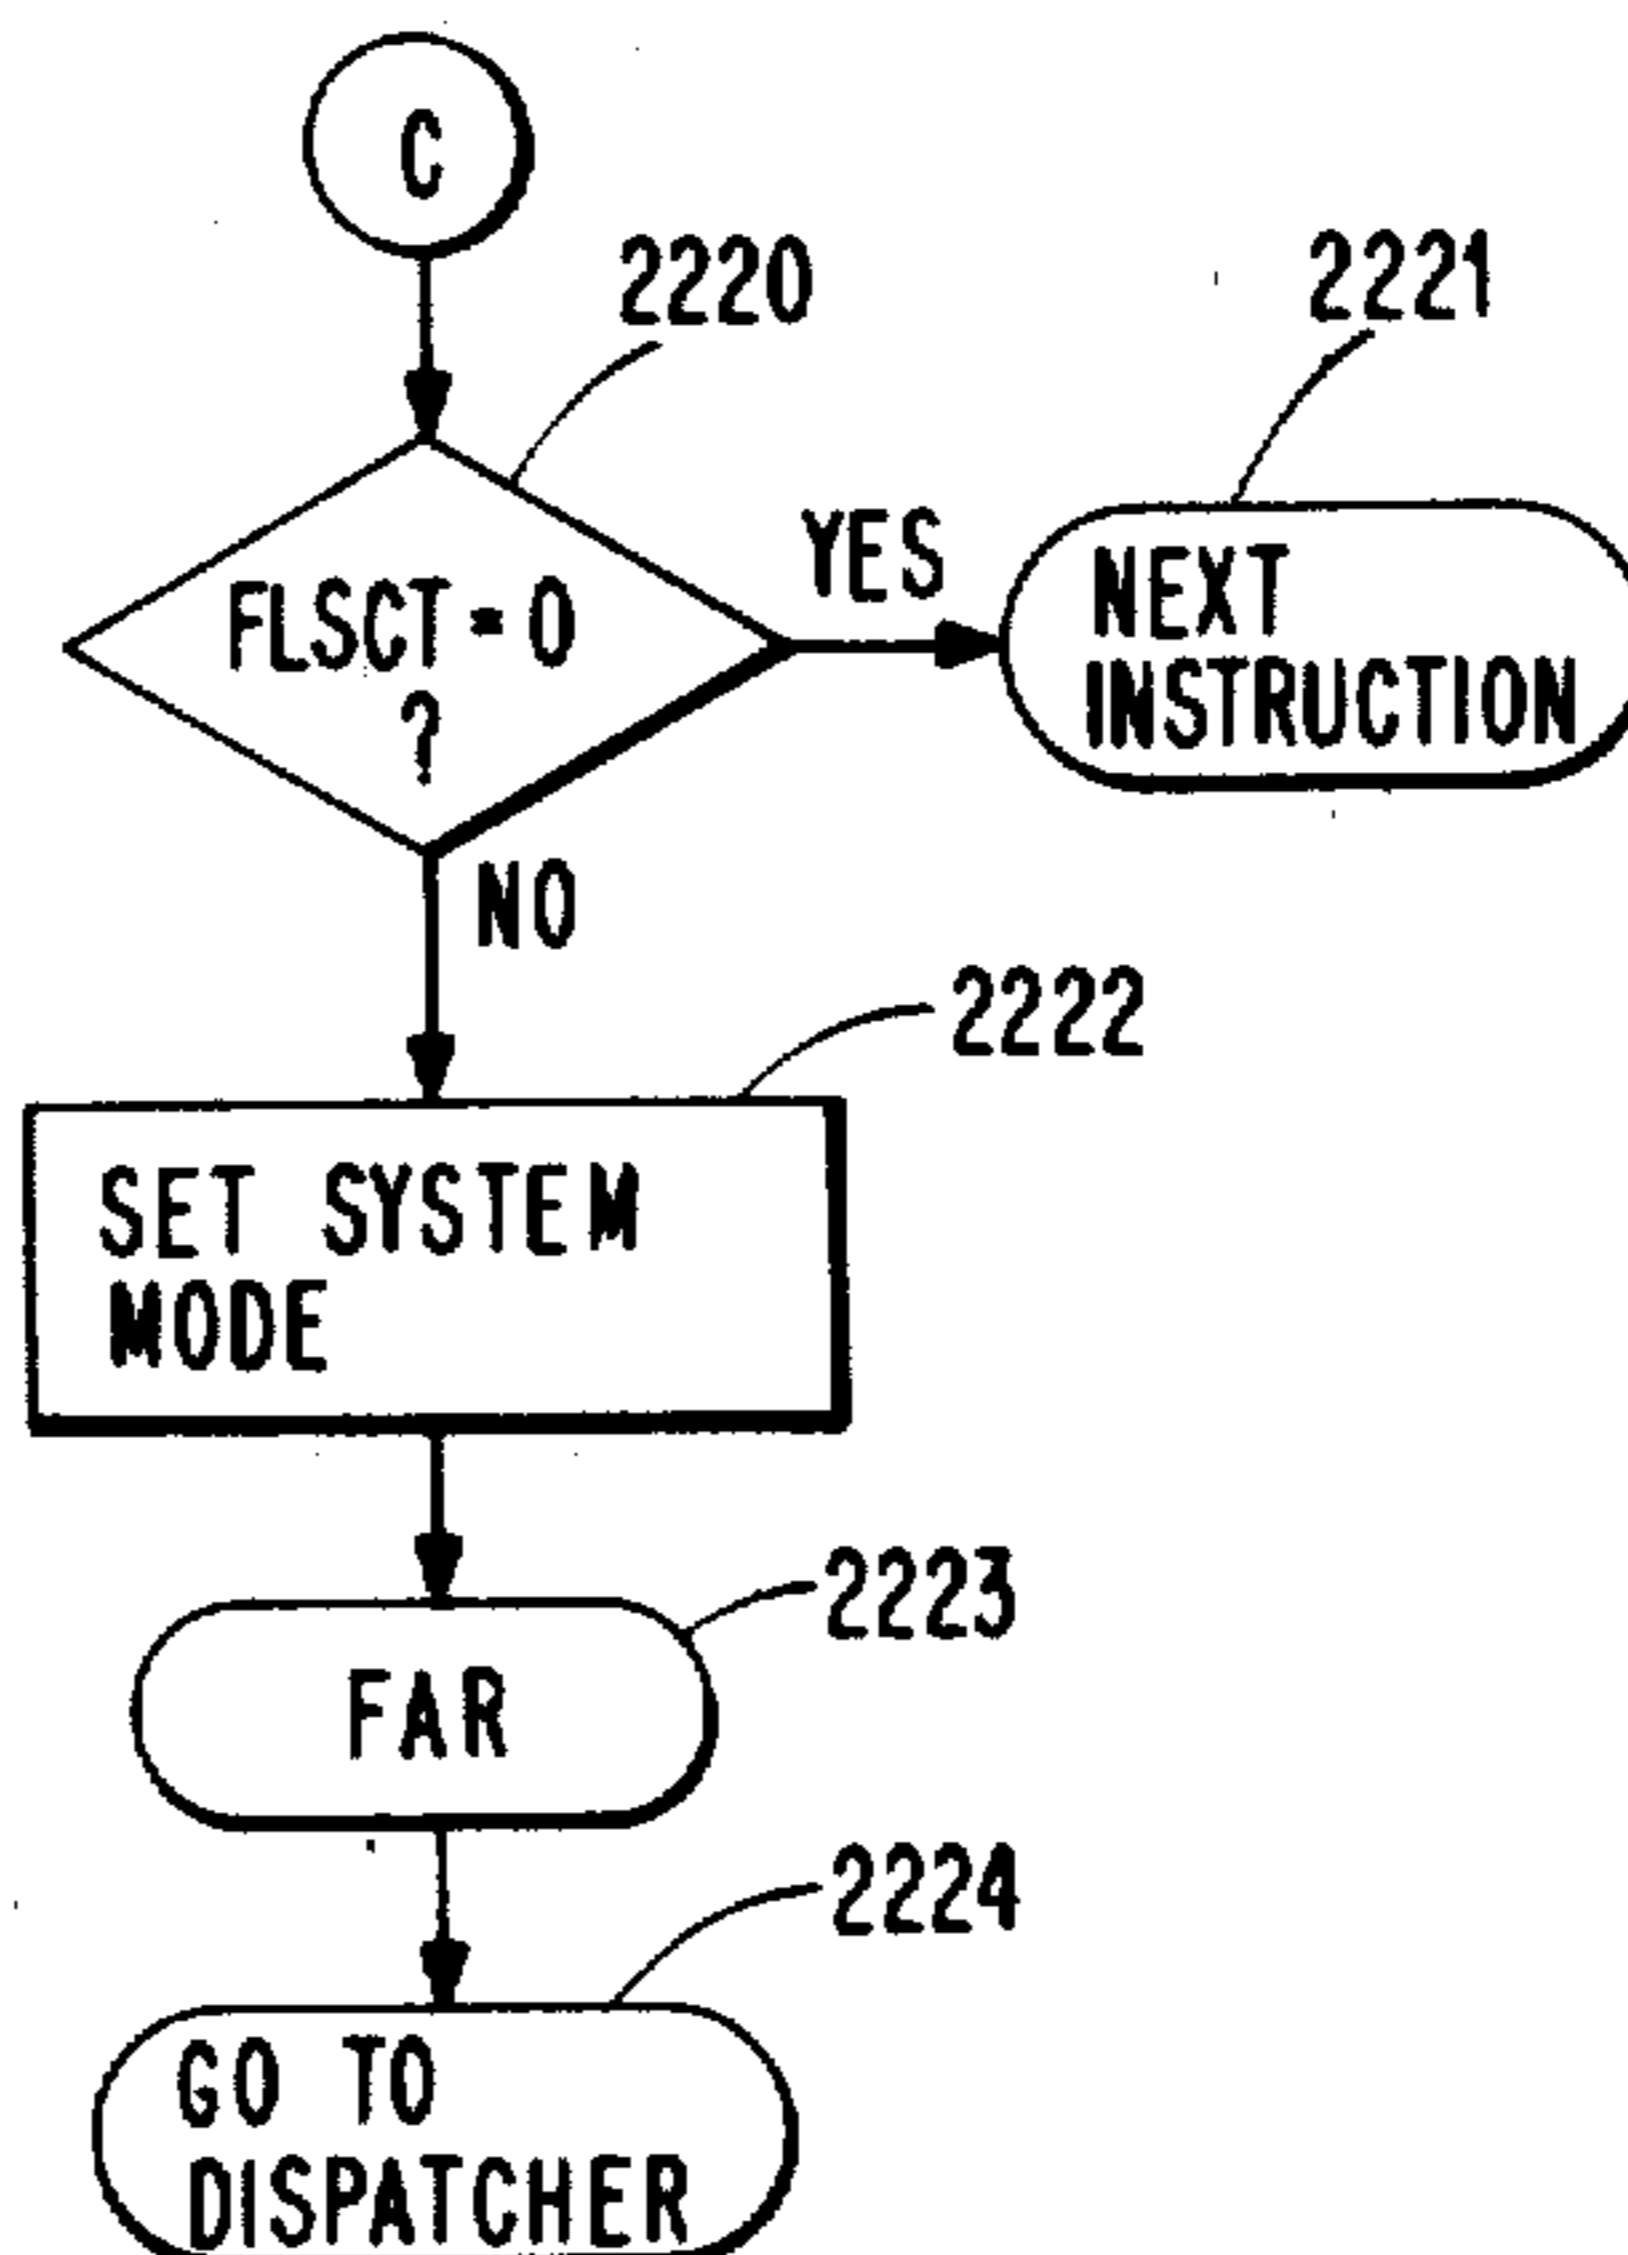 C
2220
2221
FLSCT = 0
?
YES
NEXT
INSTRUCTION
NO
2222
SET SYSTEM
MODE
2223
FAR
2224
GO TO
DISPATCHER